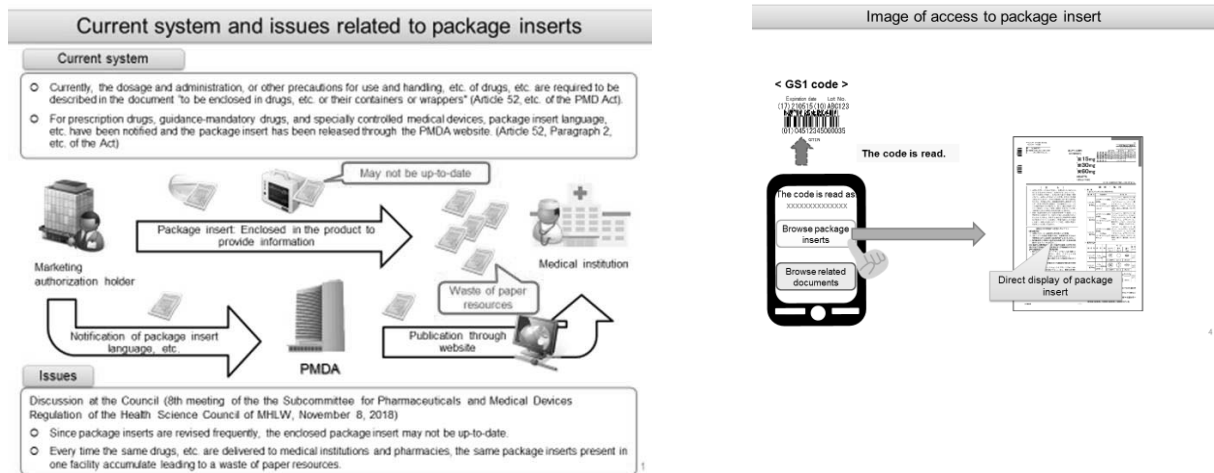 Current system and issues related to package inserts
Current system
Currently, the dosage and administration, or other precautions for use and handling, etc. of drugs, etc. are required to be
described in the document "to be enclosed in drugs, etc. or their containers or wrappers" (Article 52, etc. of the PMD Act).
For prescription drugs, guidance-mandatory drugs, and specially controlled medical devices, package insert language,
etc. have been notified and the package insert has been released through the PMDA website. (Article 52, Paragraph 2,
etc. of the Act)
May not be up-to-date
Package insert: Enclosed in the product to
provide information
Marketing
authorization holder
Medical institution
Waste of paper
resources
Notification of package insert
language, etc.
PMDA
Publication through
website
Issues
Discussion at the Council (8th meeting of the the Subcommittee for Pharmaceuticals and Medical Devices
Regulation of the Health Science Council of MHLW, November 8, 2018)
Since package inserts are revised frequently, the enclosed package insert may not be up-to-date.
Every time the same drugs, etc. are delivered to medical institutions and pharmacies, the same package inserts present in
one facility accumulate leading to a waste of paper resources.
1
Image of access to package insert
< GS1 code >
Expiration date Lot No.
(17)210515(10)ABC123
(01)04512345000035
The code is read.
The code is read as
XXXXXXXXXXXXXX
Browse package
inserts
Browse related
documents
Direct display of package
insert
4